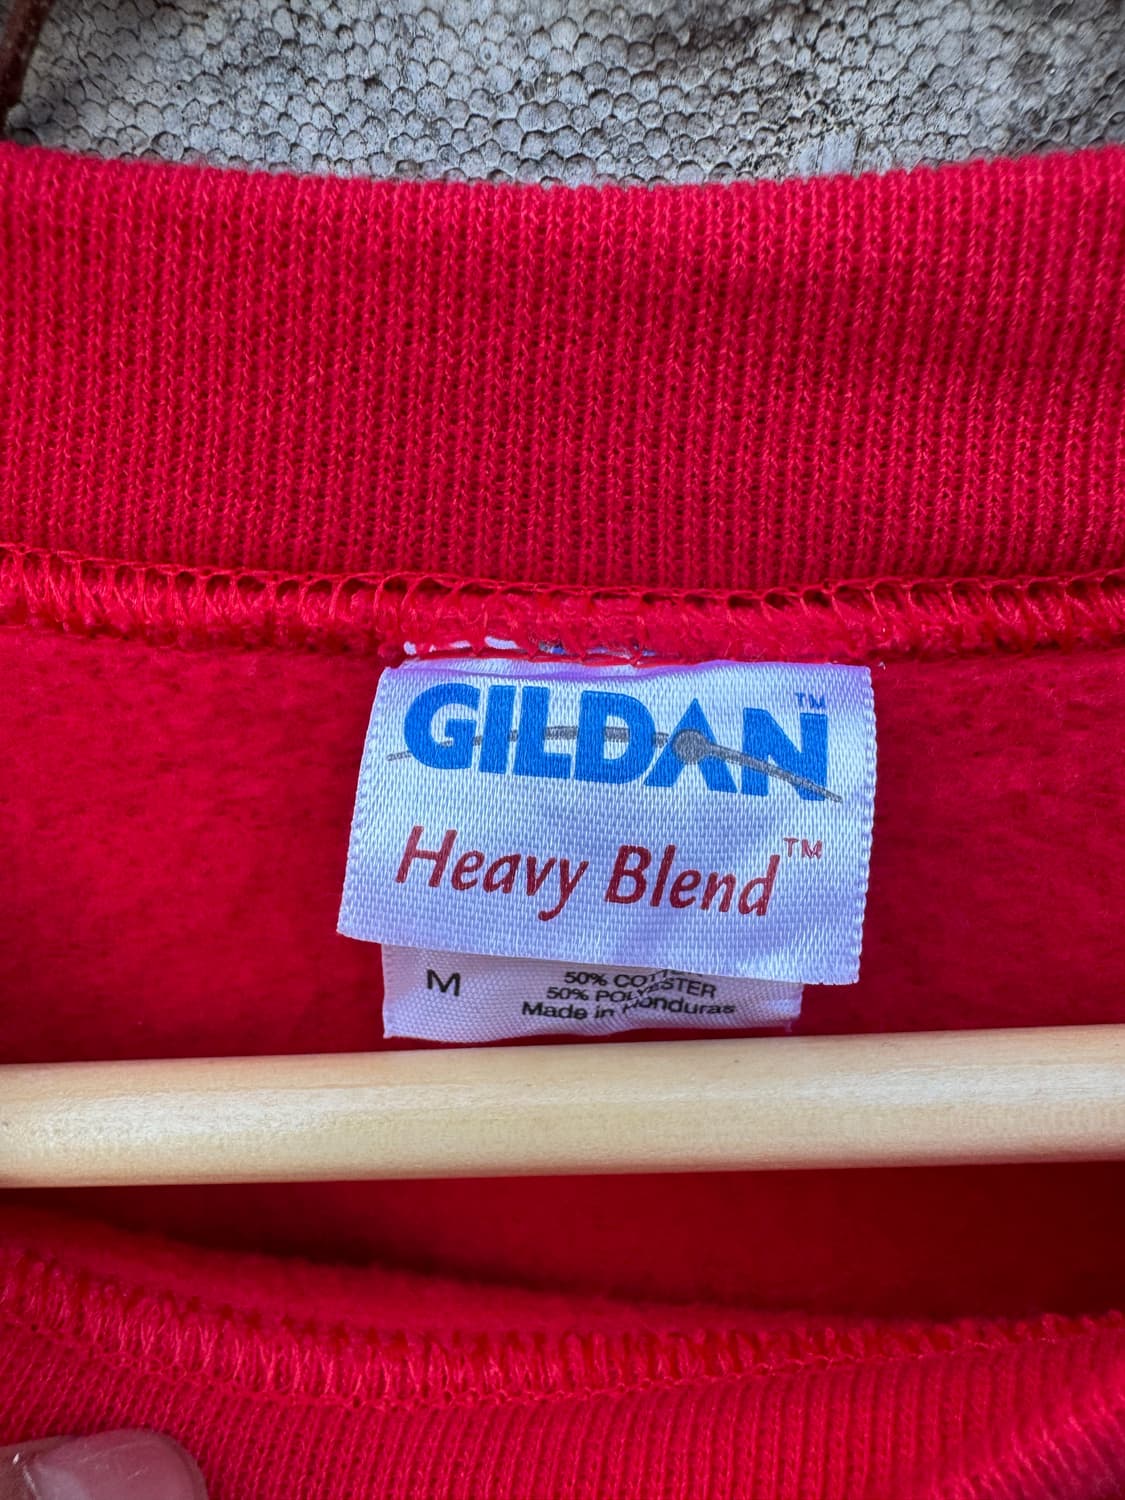 GILDAN™
Heavy Blend™
M
50% COTTON
50% POLYESTER
Made in Honduras